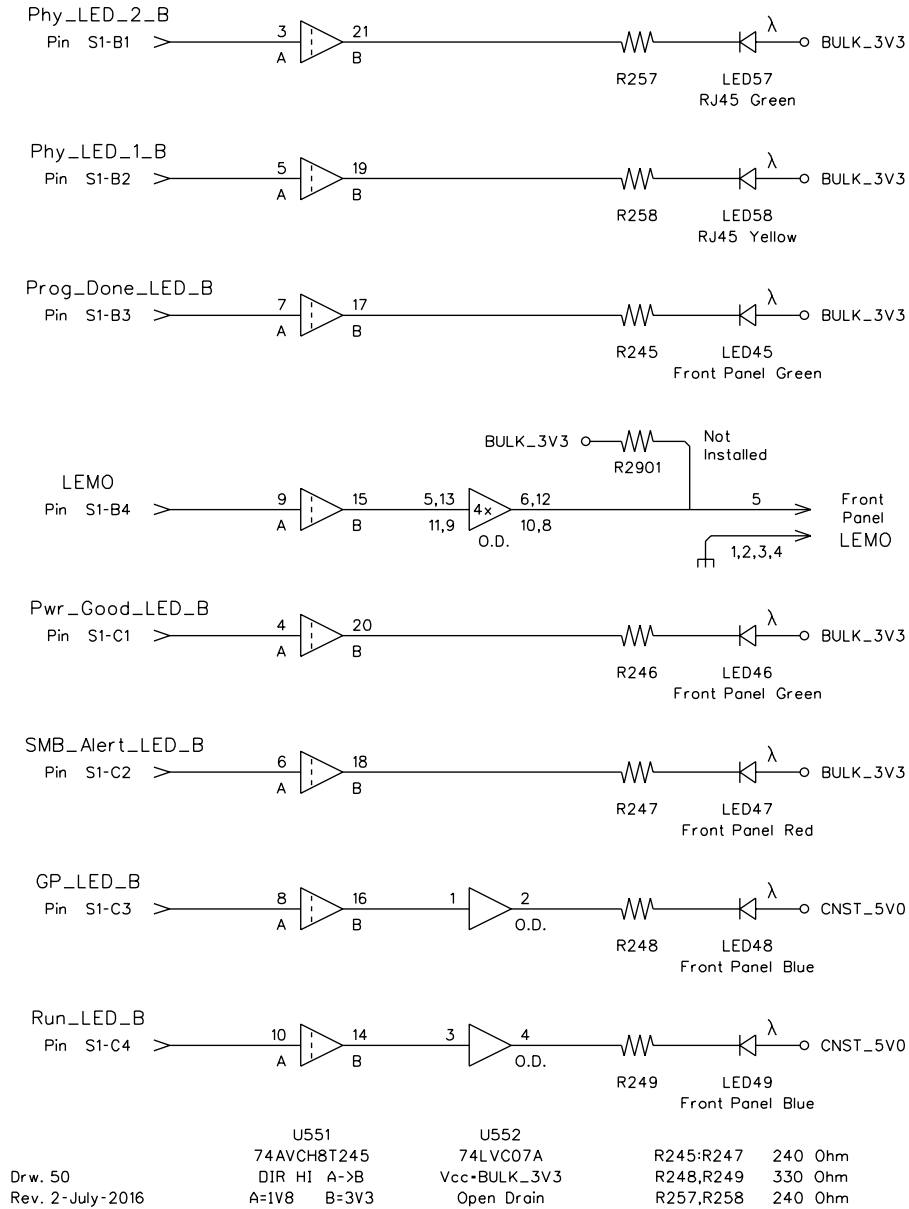 Phy_LED_2_B
Pin S1-B1
3
A
21
B
R257
LED57
RJ45 Green
λ
BULK_3V3
Phy_LED_1_B
Pin S1-B2
5
A
19
B
R258
LED58
RJ45 Yellow
λ
BULK_3V3
Prog_Done_LED_B
Pin S1-B3
7
A
17
B
R245
LED45
Front Panel Green
λ
BULK_3V3
BULK_3V3
R2901
Not
Installed
LEMO
Pin S1-B4
9
A
15
B
5,13
11,9
4x
O.D.
6,12
10,8
5
1,2,3,4
Front
Panel
LEMO
Pwr_Good_LED_B
Pin S1-C1
4
A
20
B
R246
LED46
Front Panel Green
λ
BULK_3V3
SMB_Alert_LED_B
Pin S1-C2
6
A
18
B
R247
LED47
Front Panel Red
λ
BULK_3V3
GP_LED_B
Pin S1-C3
8
A
16
B
1
2
O.D.
R248
LED48
Front Panel Blue
λ
CNST_5V0
Run_LED_B
Pin S1-C4
10
A
14
B
3
4
O.D.
R249
LED49
Front Panel Blue
λ
CNST_5V0
Drw. 50
Rev. 2-July-2016
U551
74AVCH8T245
DIR HI A->B
A=1V8 B=3V3
U552
74LVC07A
Vcc=BULK_3V3
Open Drain
R245:R247 240 Ohm
R248,R249 330 Ohm
R257,R258 240 Ohm